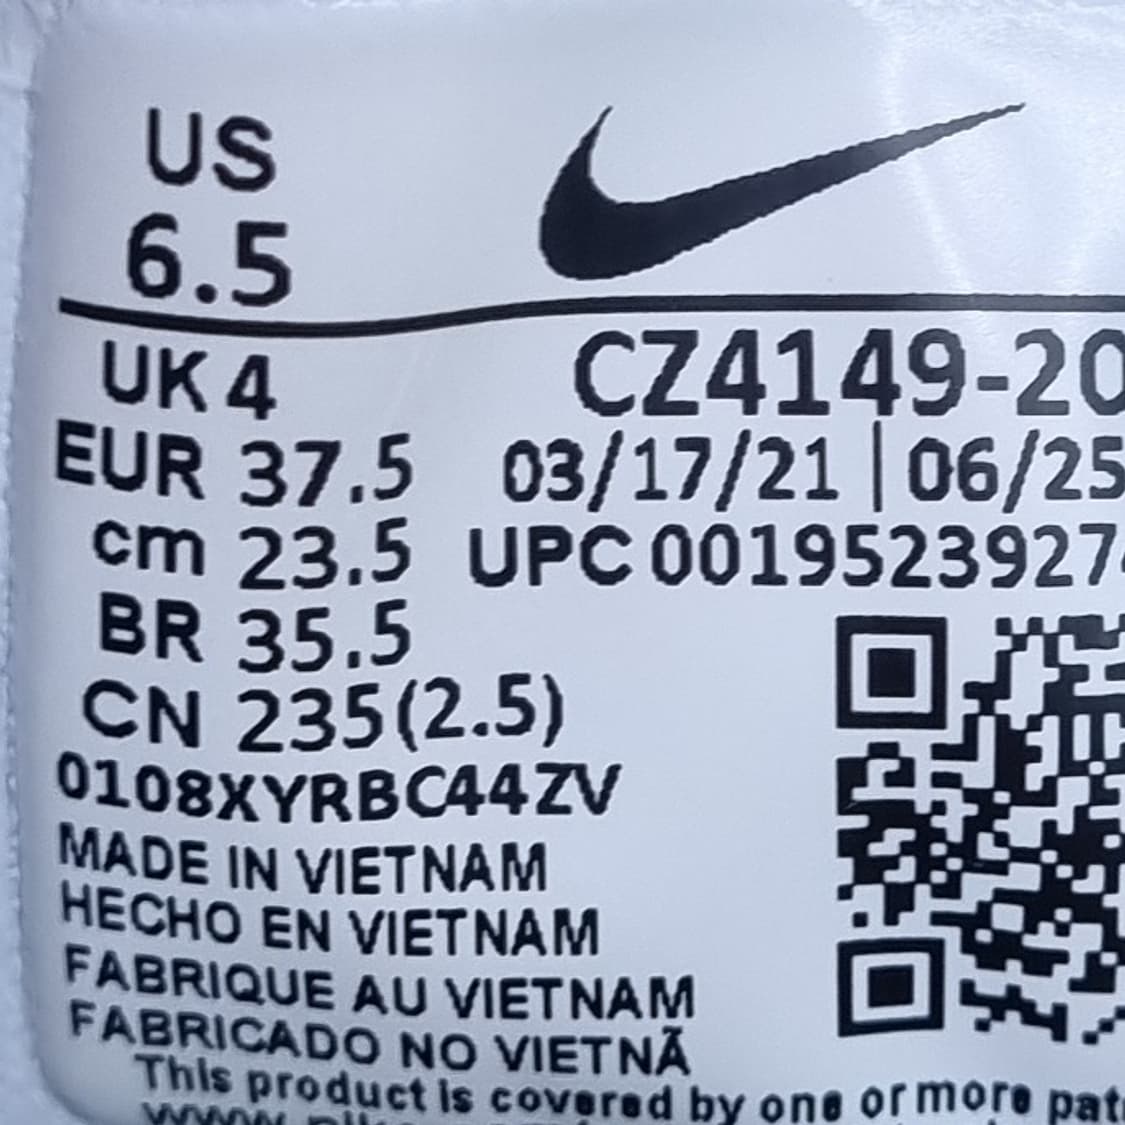 US
6.5
UK 4
CZ4149-20
EUR 37.5
03/17/21 | 06/25
cm 23.5
UPC 00195239274
BR 35.5
CN 235(2.5)
0108XYRBC44ZV
MADE IN VIETNAM
HECHO EN VIETNAM
FABRIQUE AU VIETNAM
FABRICADO NO VIETNÃ
This product is covered by one or more